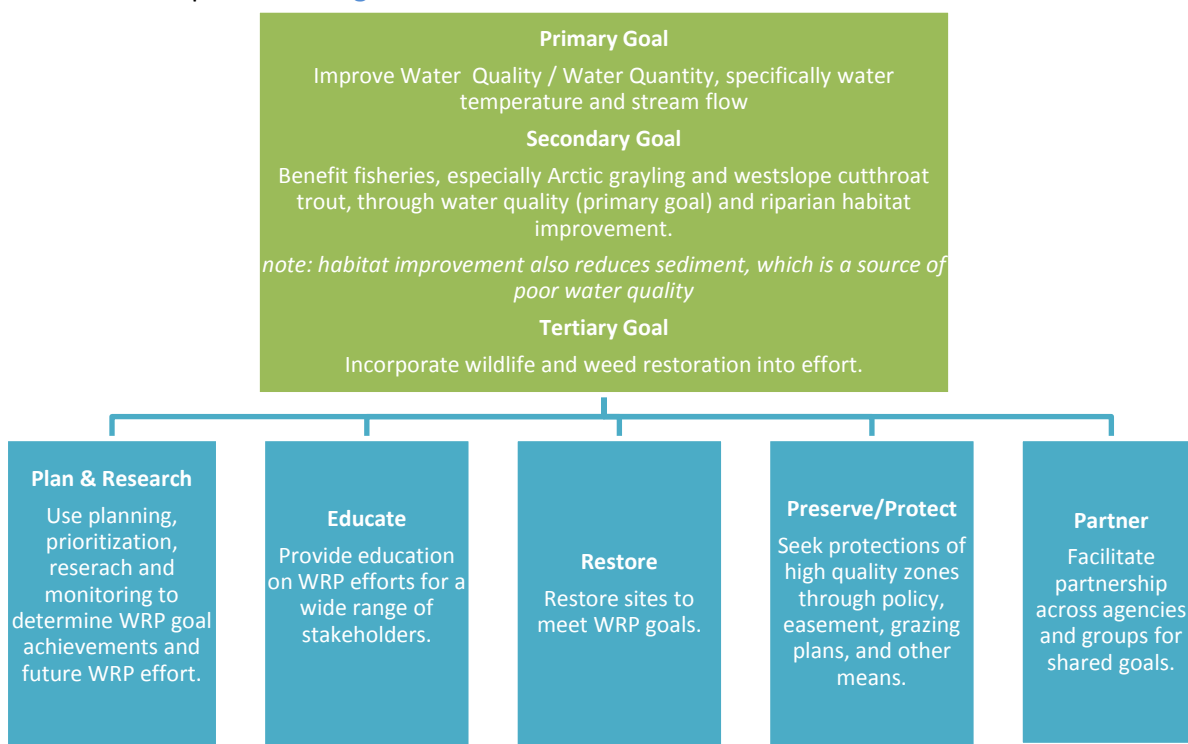 Primary Goal
Improve Water Quality / Water Quantity, specifically water
temperature and stream flow
Secondary Goal
Benefit fisheries, especially Arctic grayling and westslope cutthroat
trout, through water quality (primary goal) and riparian habitat
improvement.
note: habitat improvement also reduces sediment, which is a source of
poor water quality
Tertiary Goal
Incorporate wildlife and weed restoration into effort.
Plan & Research
Use planning,
prioritization,
reserach and
monitoring to
determine WRP goal
achievements and
future WRP effort.
Educate
Provide education
on WRP efforts for a
wide range of
stakeholders.
Restore
Restore sites to
meet WRP goals.
Preserve/Protect
Seek protections of
high quality zones
through policy,
easement, grazing
plans, and other
means.
Partner
Facilitate
partnership
across agencies
and groups for
shared goals.